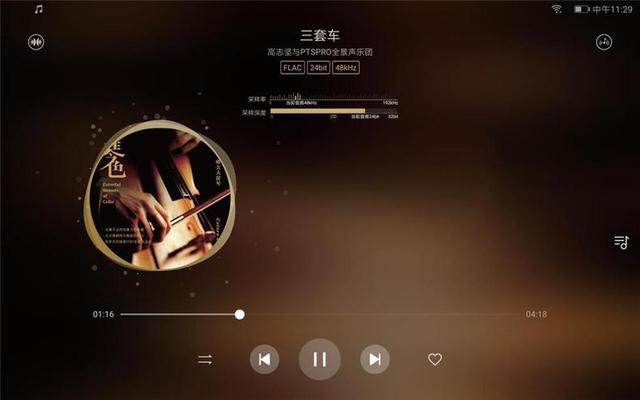 中午11:29
三套车
高志坚与PTSPRO全景声乐团
FLAC 24bit 48kHz
采样率
0 当前音频48kHz 192kHz
采样深度
0 CD 当前音频24bit 32bit
琴色
Colorful
Sounds
of
Cello
01:16
04:18